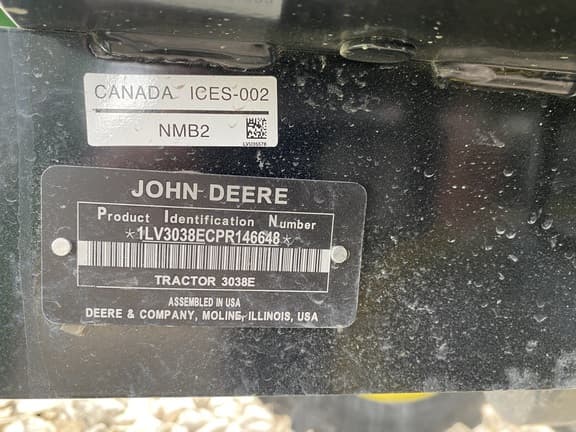 CANADA ICES-002
NMB2
LVU35578
JOHN DEERE
Product Identification Number
*1LV3038ECPR146648*
TRACTOR 3038E
ASSEMBLED IN USA
DEERE & COMPANY, MOLINE, ILLINOIS, USA